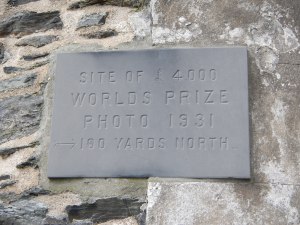 SITE OF £ 4000
WORLDS PRIZE
PHOTO 1931
→ 190 YARDS NORTH